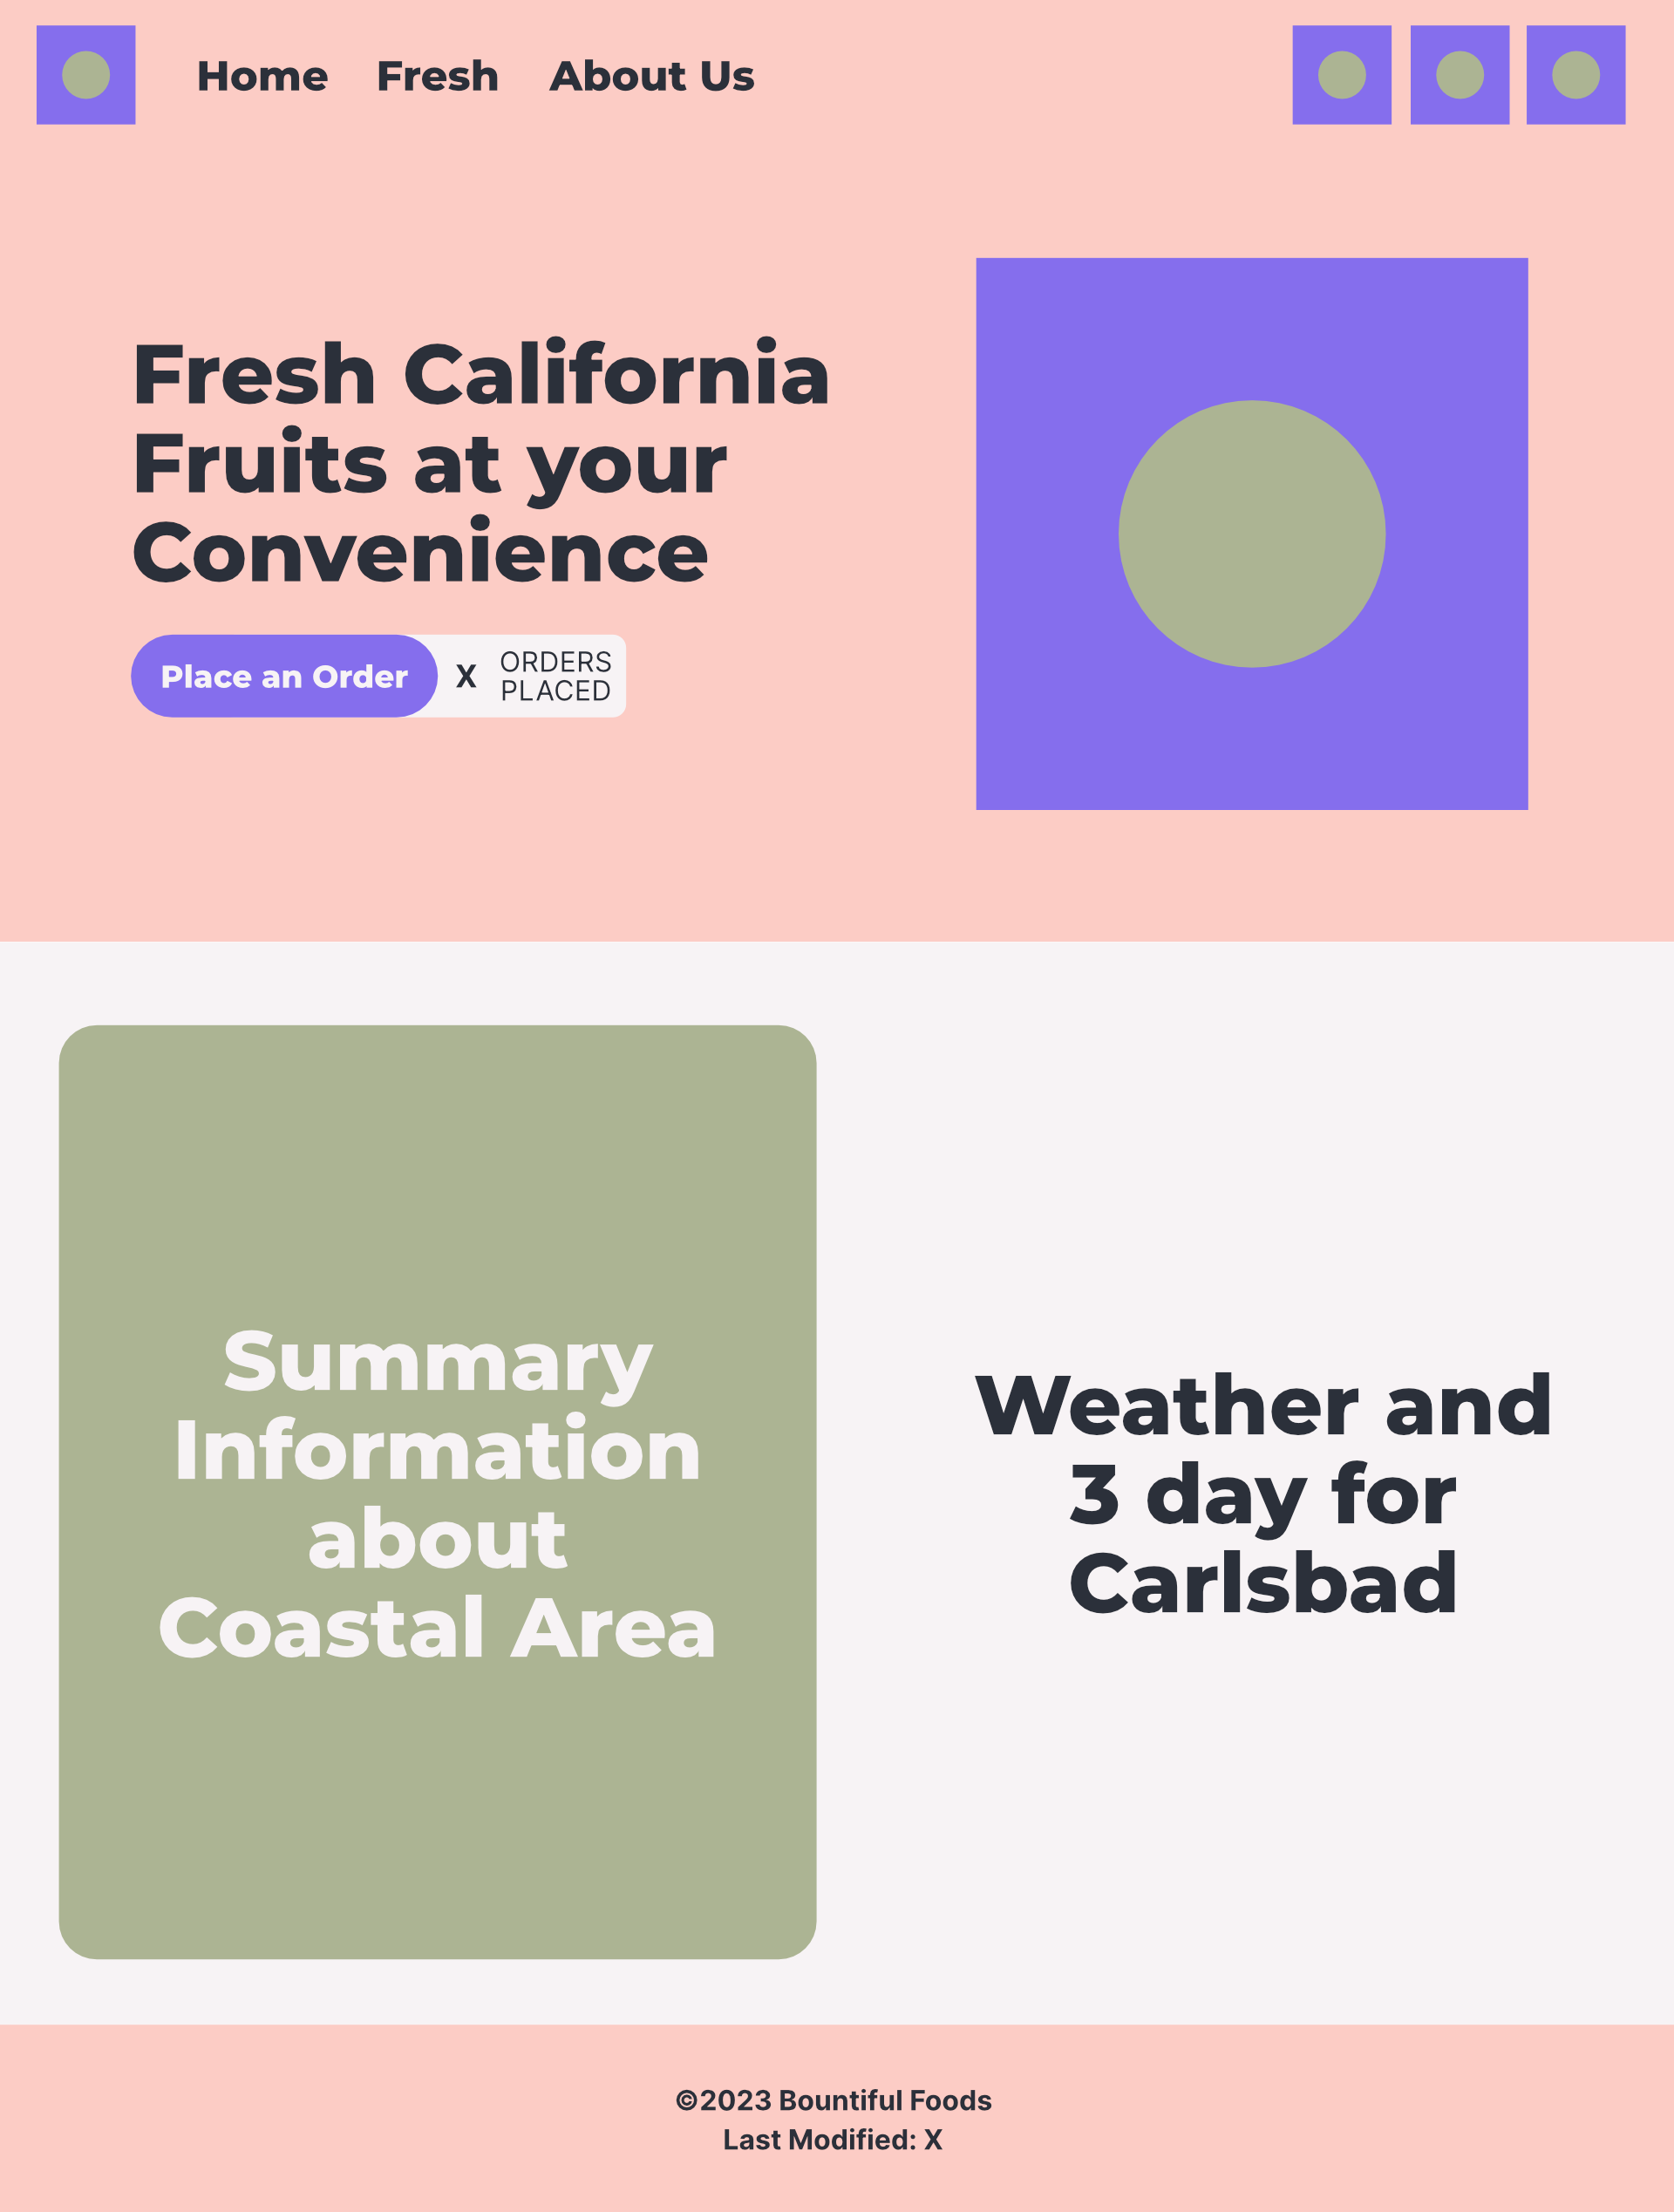 Home Fresh About Us
Fresh California
Fruits at your
Convenience
Place an Order X ORDERS
PLACED
Summary
Information
about
Coastal Area
Weather and
3 day for
Carlsbad
©2023 Bountiful Foods
Last Modified: X